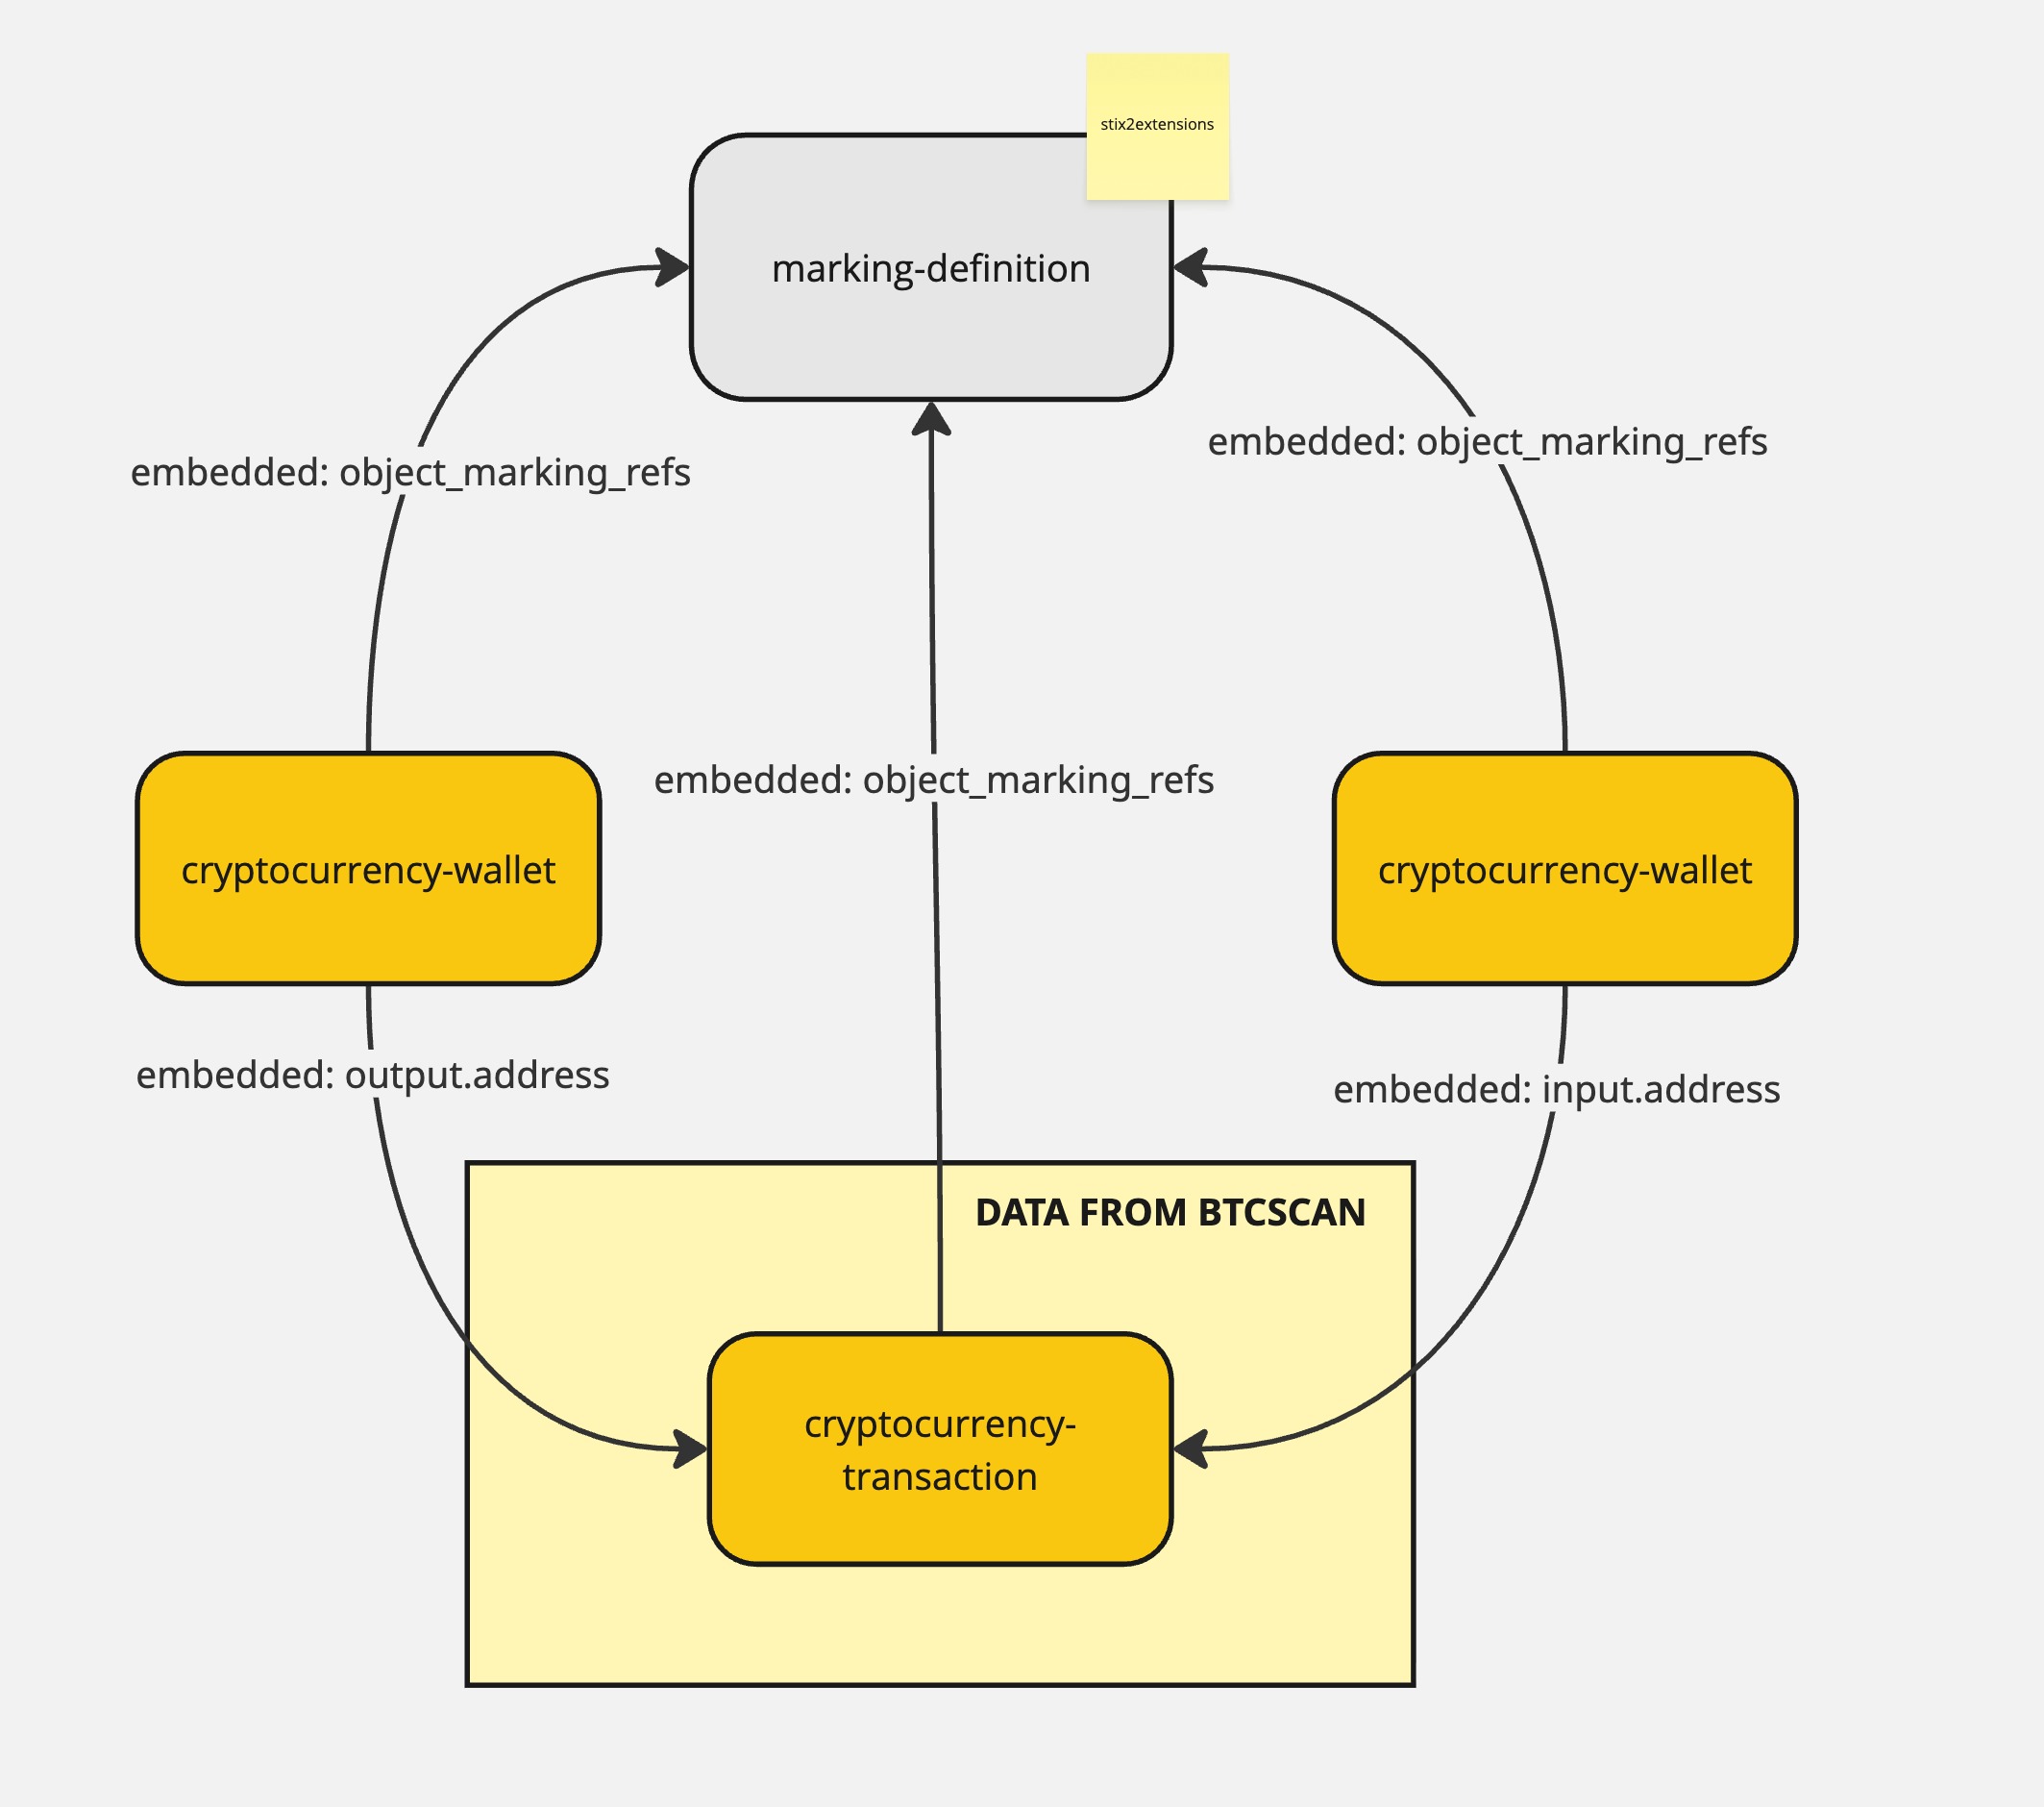 stix2extensions
marking-definition
embedded: object_marking_refs
embedded: object_marking_refs
embedded: object_marking_refs
cryptocurrency-wallet
cryptocurrency-wallet
embedded: output.address
embedded: input.address
DATA FROM BTCSCAN
cryptocurrency-
transaction